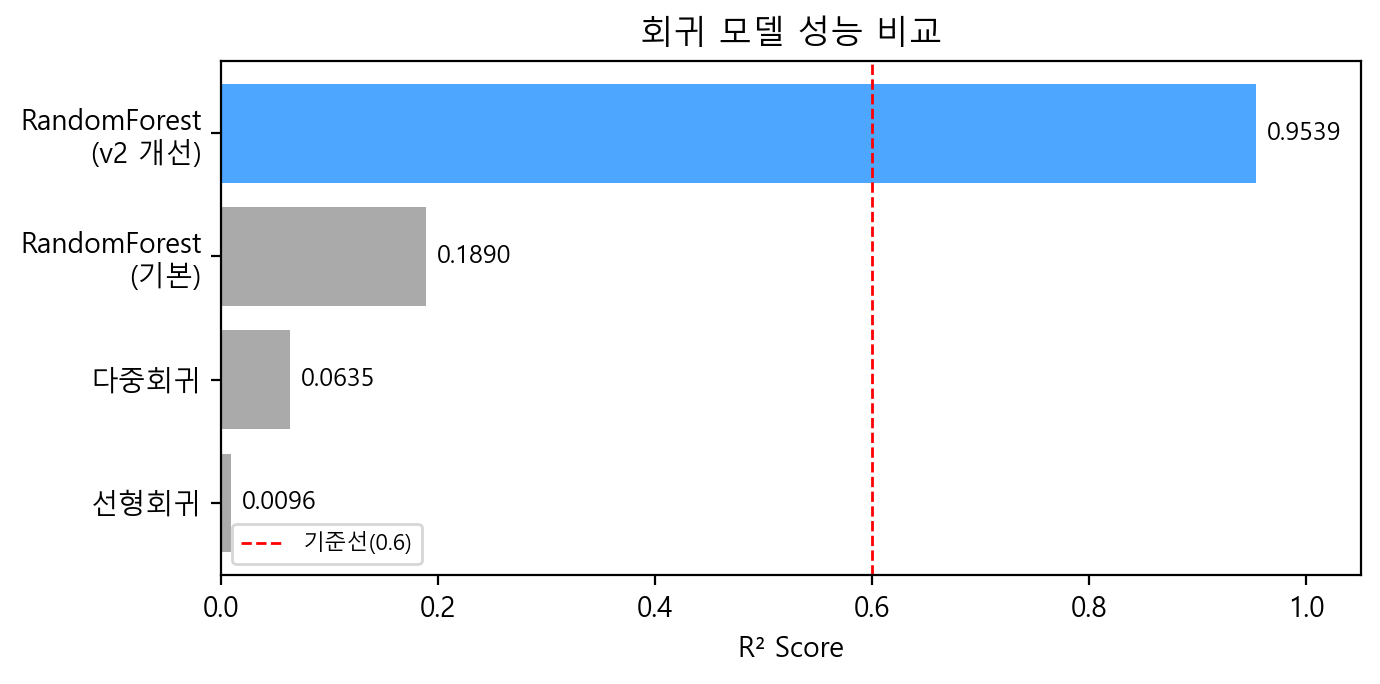 회귀 모델 성능 비교
RandomForest
(v2 개선)
0.9539
RandomForest
(기본)
0.1890
다중회귀
0.0635
선형회귀
0.0096
기준선(0.6)
0.0 0.2 0.4 0.6 0.8 1.0
R² Score